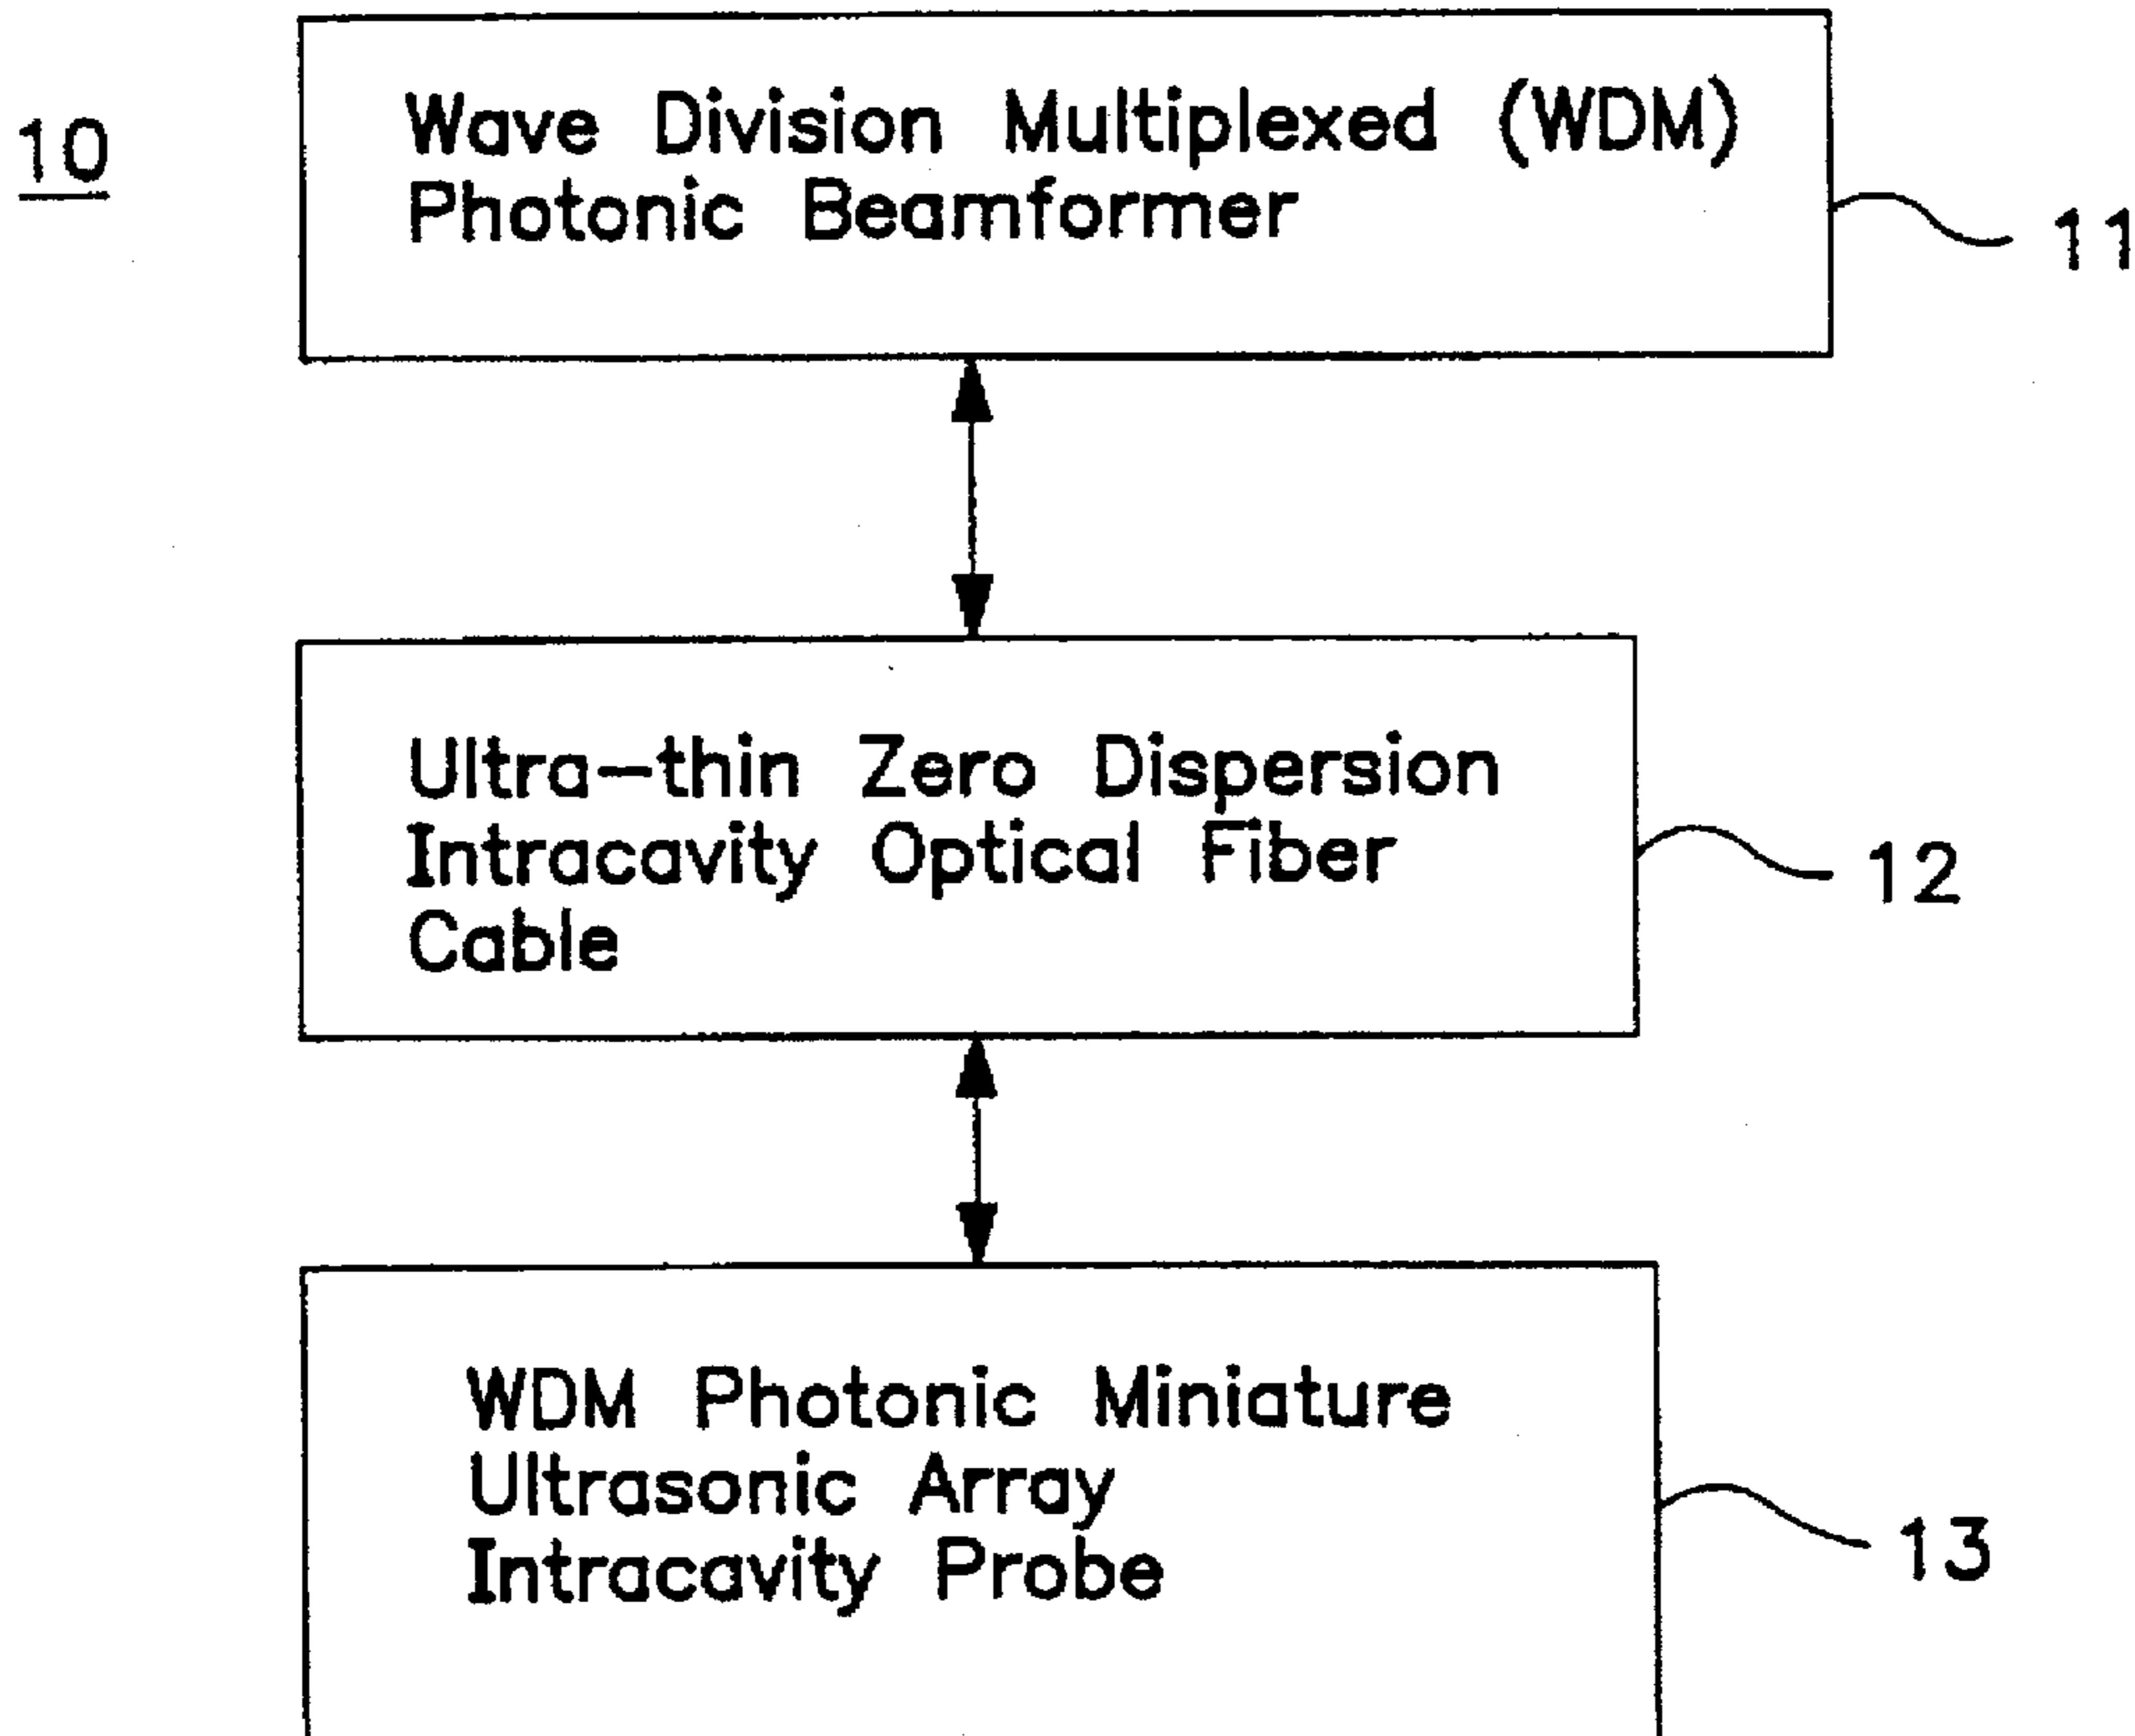 10
Wave Division Multiplexed (WDM)
Photonic Beamformer
11
Ultra-thin Zero Dispersion
Intracavity Optical Fiber
Cable
12
WDM Photonic Miniature
Ultrasonic Array
Intracavity Probe
13